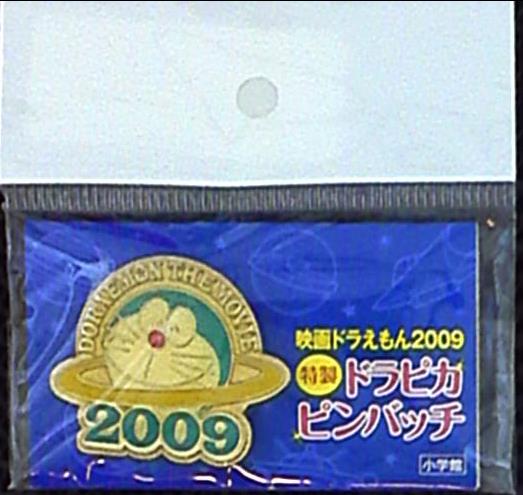 DORAEMON THE MOVIE
2009
映画ドラえもん2009
特製
ドラピカ
ピンバッチ
小学館